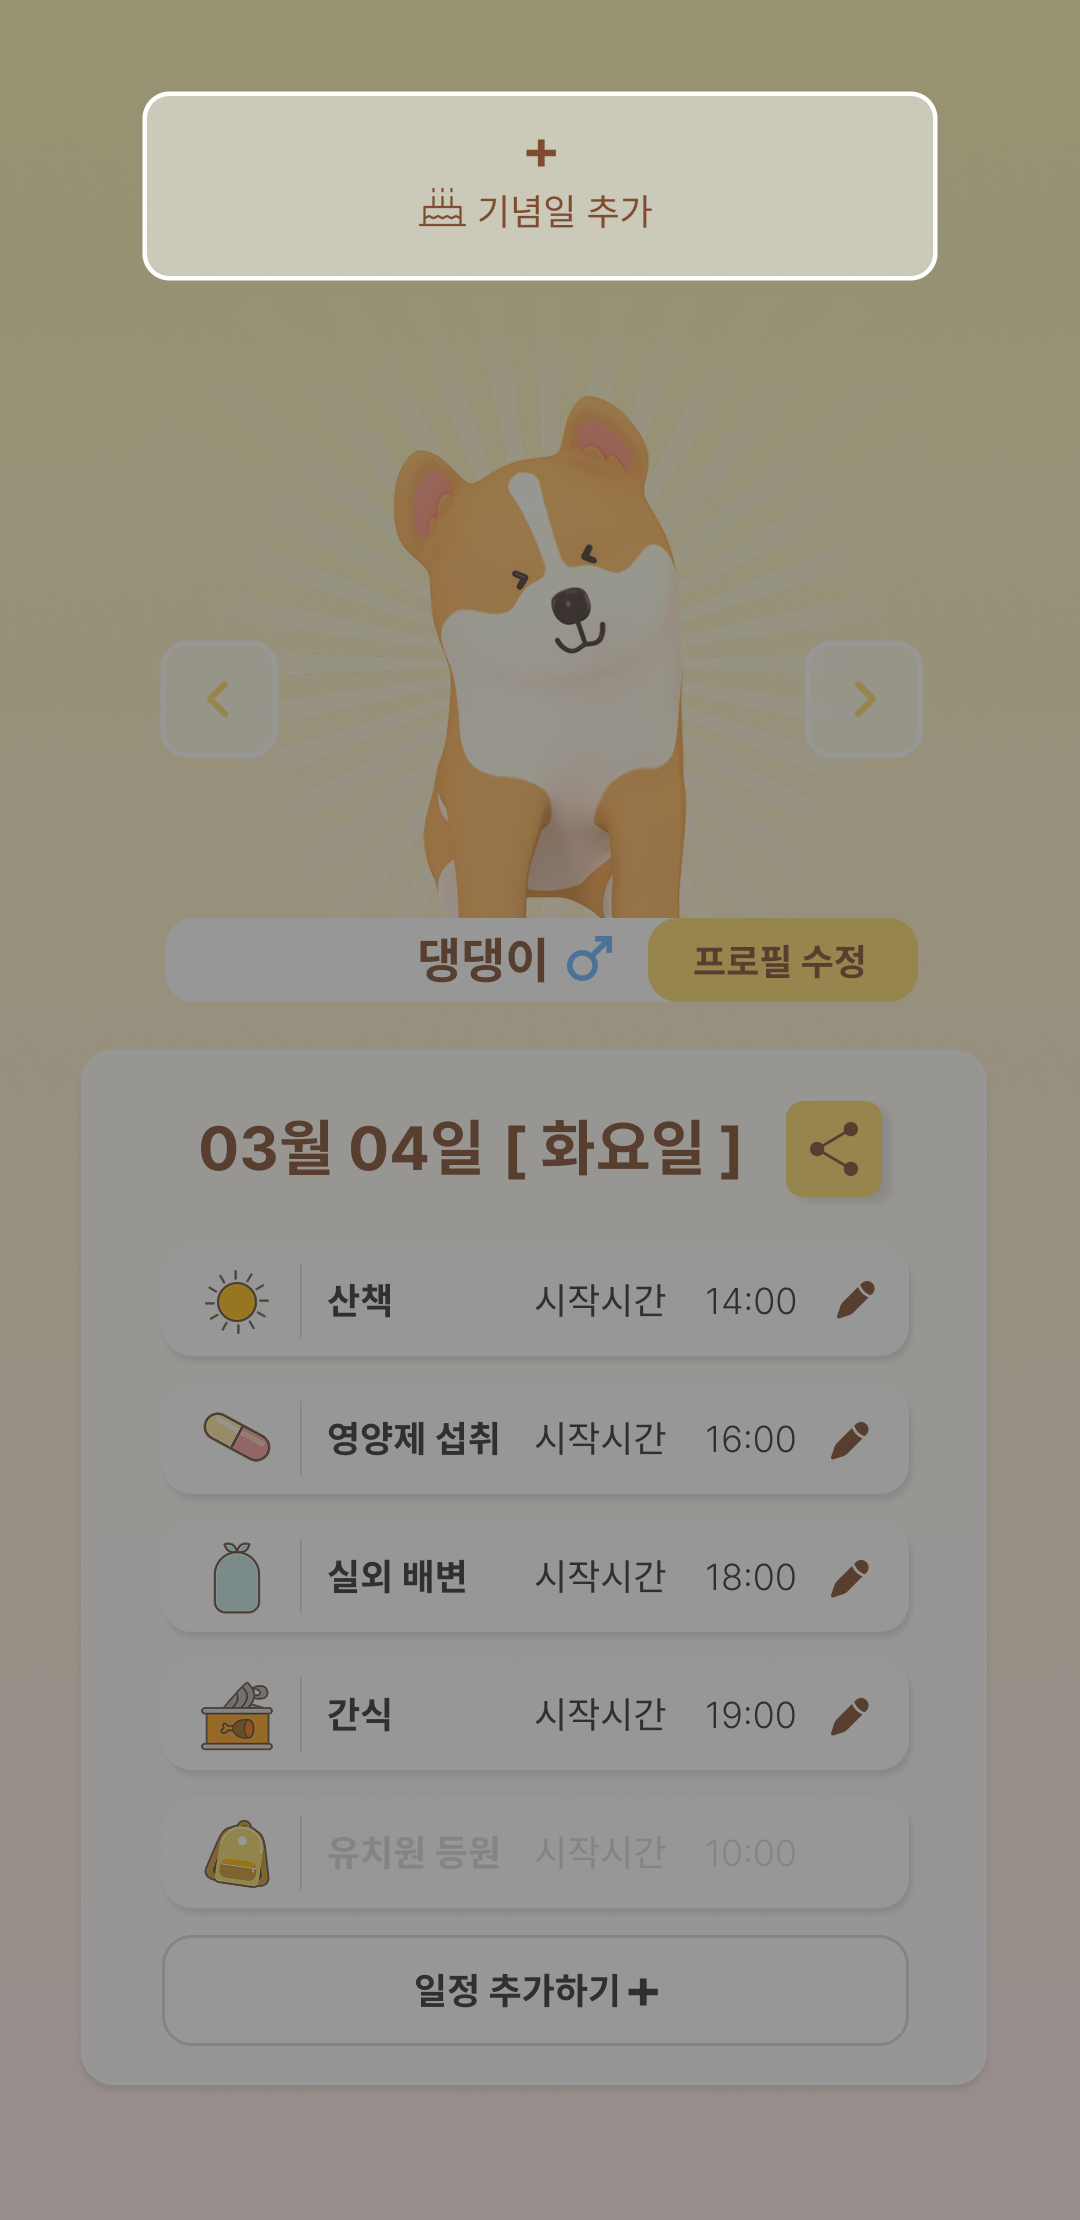 +
기념일 추가
댕댕이 ♂ 프로필 수정
03월 04일 [ 화요일 ]
산책 시작시간 14:00
영양제 섭취 시작시간 16:00
실외 배변 시작시간 18:00
간식 시작시간 19:00
유치원 등원 시작시간 10:00
일정 추가하기 +